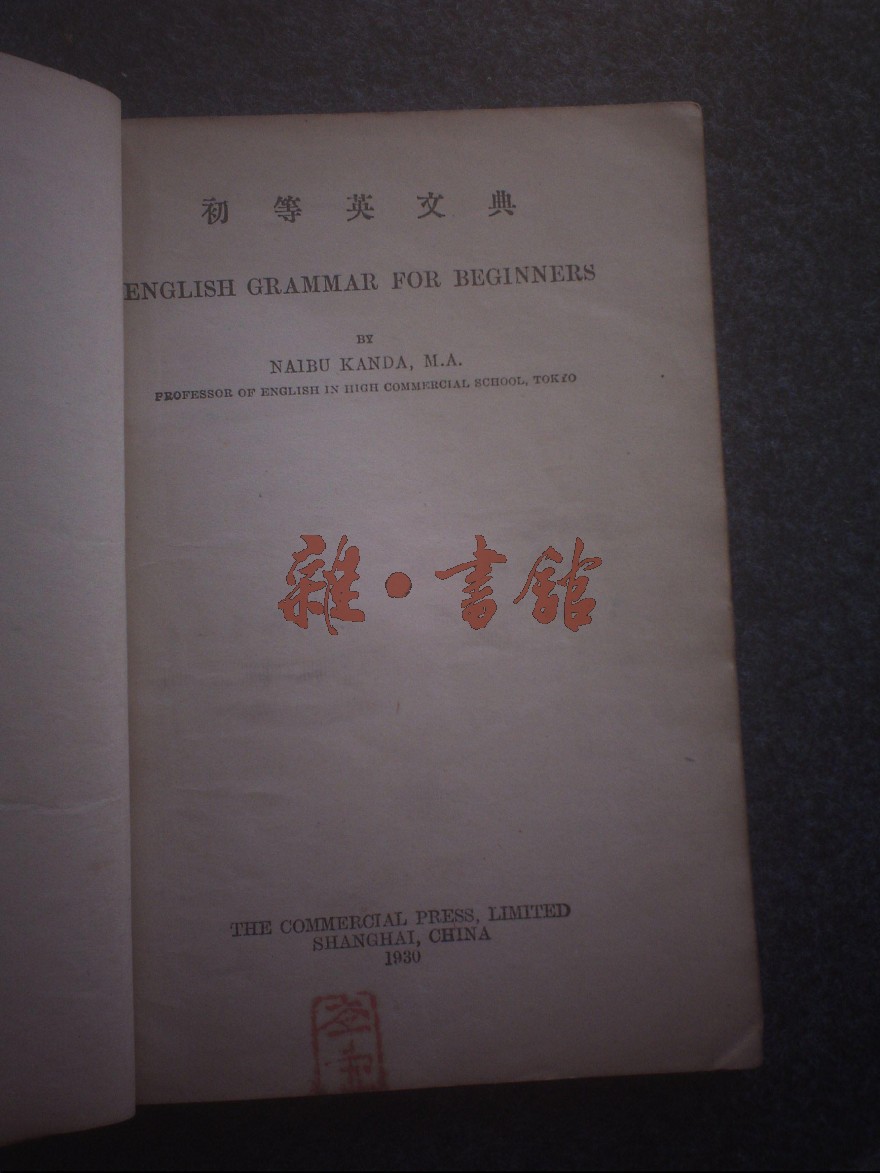 初等英文典
ENGLISH GRAMMAR FOR BEGINNERS
BY
NAIBU KANDA, M.A.
PROFESSOR OF ENGLISH IN HIGH COMMERCIAL SCHOOL, TOKYO
雜·書館
THE COMMERCIAL PRESS, LIMITED
SHANGHAI, CHINA
1930